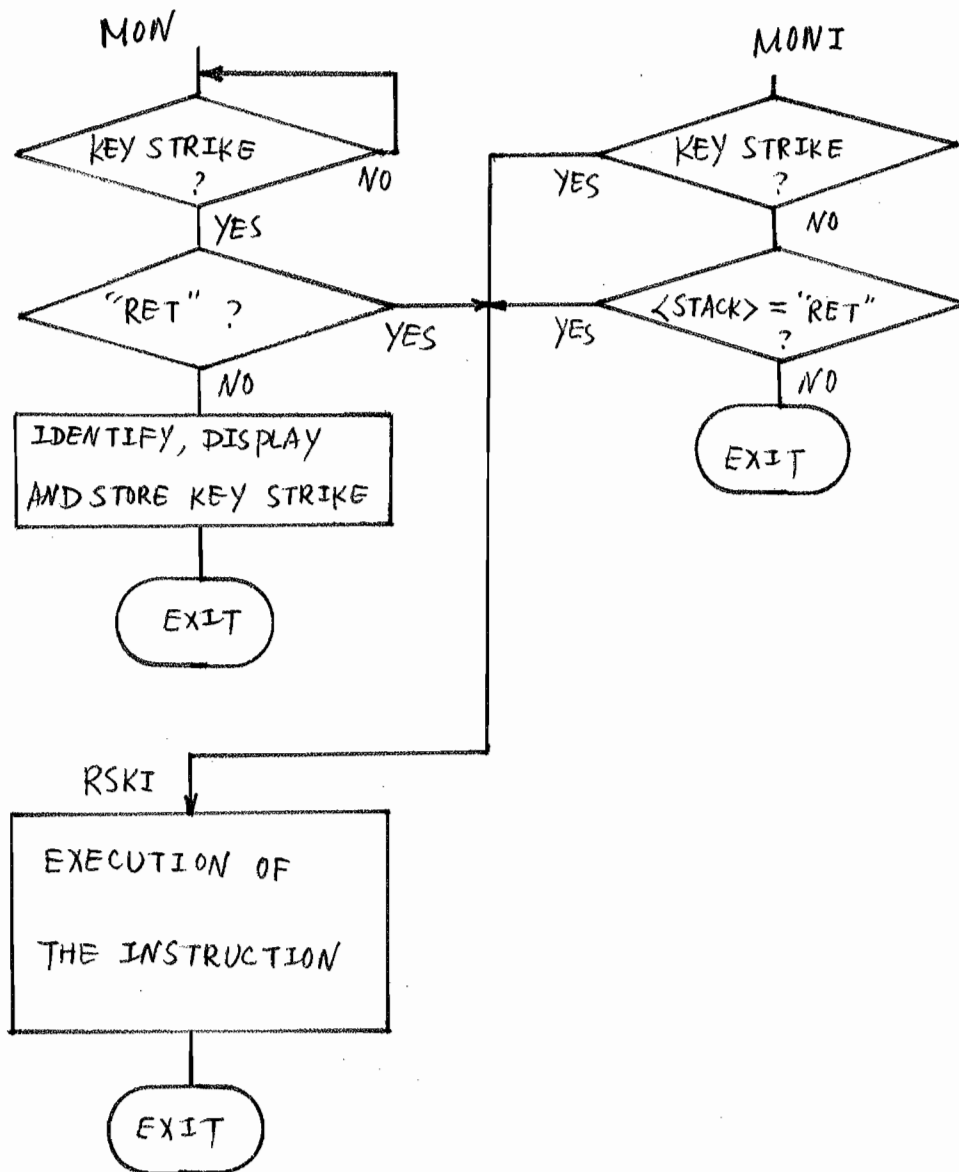 MON
KEY STRIKE
?
NO
YES
"RET" ?
YES
NO
IDENTIFY, DISPLAY
AND STORE KEY STRIKE
EXIT
MONI
KEY STRIKE
?
YES
NO
<STACK> = "RET"
?
YES
NO
EXIT
RSKI
EXECUTION OF
THE INSTRUCTION
EXIT